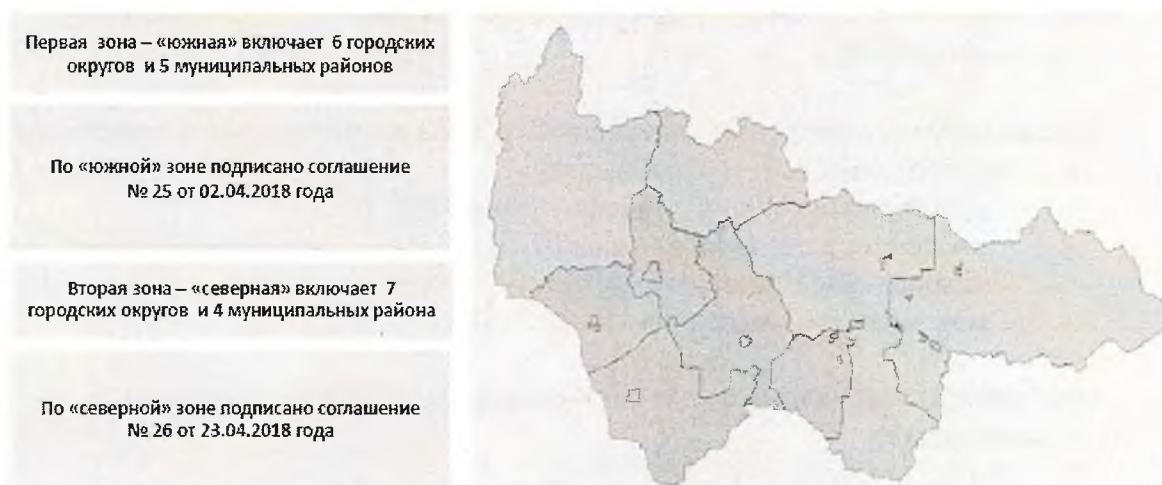 Первая зона – «южная» включает 6 городских
округов и 5 муниципальных районов
По «южной» зоне подписано соглашение
№ 25 от 02.04.2018 года
Вторая зона – «северная» включает 7
городских округов и 4 муниципальных района
По «северной» зоне подписано соглашение
№ 26 от 23.04.2018 года